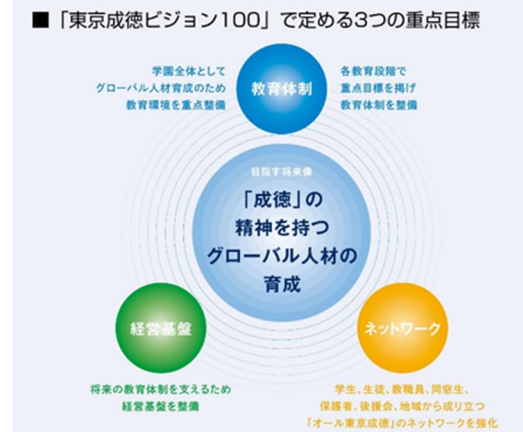 ■「東京成徳ビジョン100」で定める3つの重点目標
学園全体として
グローバル人材育成のため
教育環境を重点整備
教育体制
各教育段階で
重点目標を掲げ
教育体制を整備
目指す将来像
「成徳」の
精神を持つ
グローバル人材の
育成
経営基盤
将来の教育体制を支えるため
経営基盤を整備
ネットワーク
学生、生徒、教職員、同窓生、
保護者、後援会、地域から成り立つ
「オール東京成徳」のネットワークを強化